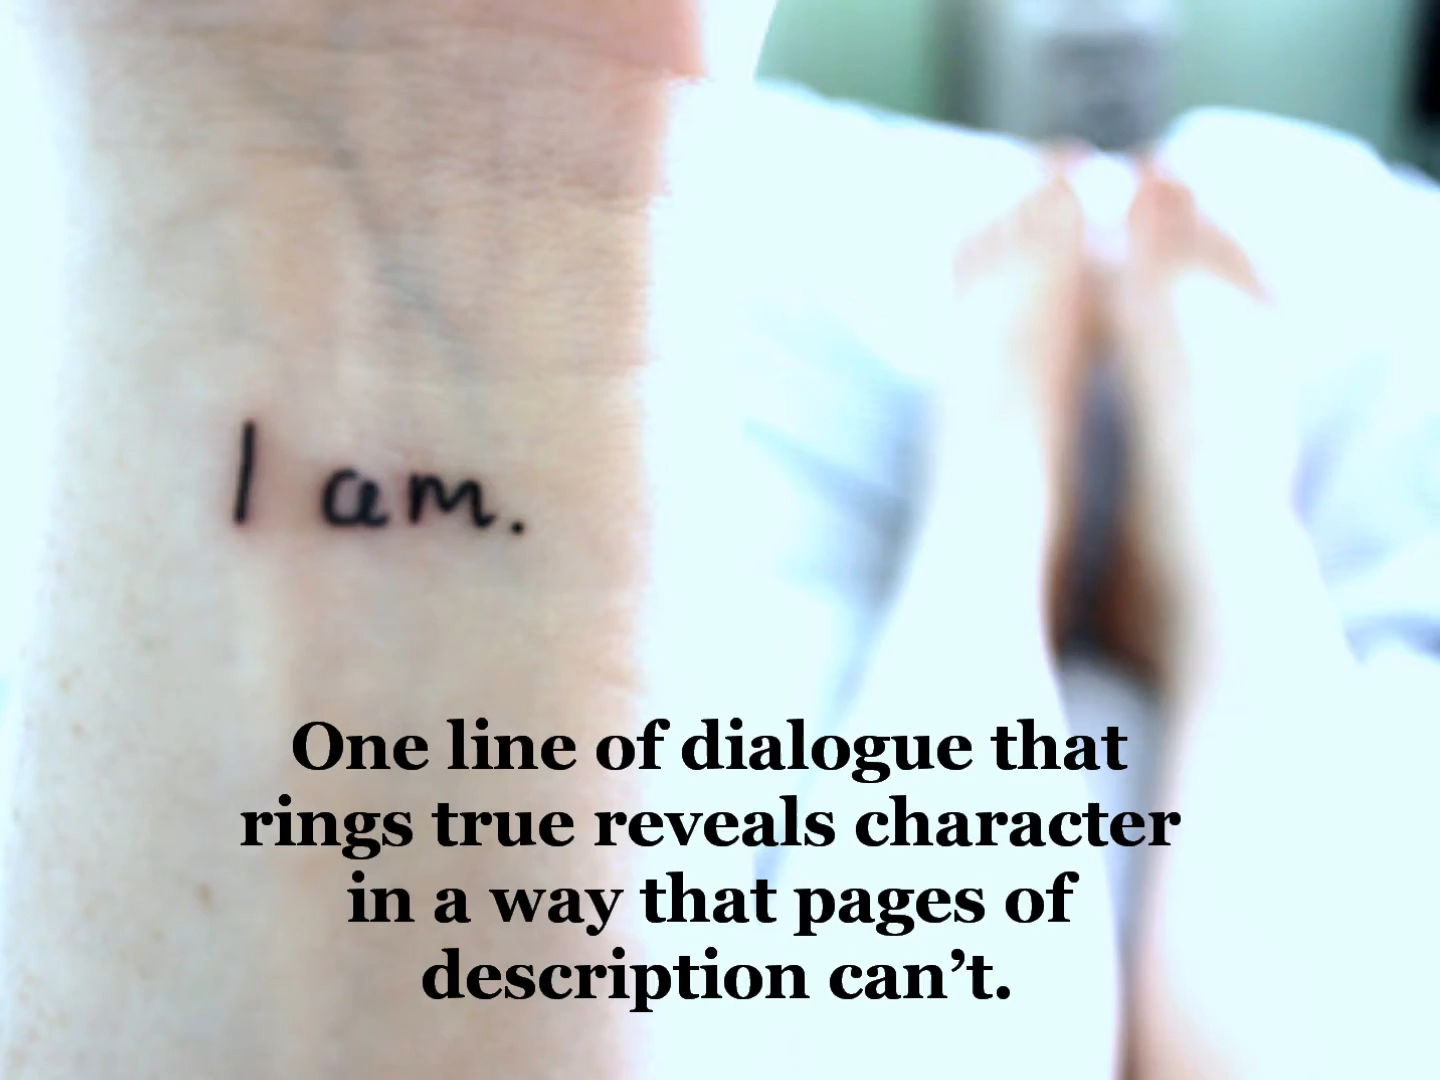 I am.
One line of dialogue that
rings true reveals character
in a way that pages of
description can’t.